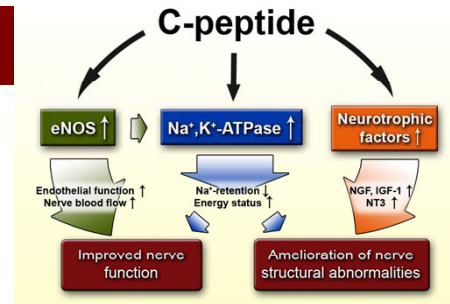 C-peptide
eNOS ↑
Na⁺,K⁺-ATPase ↑
Neurotrophic
factors ↑
Endothelial function ↑
Nerve blood flow ↑
Na⁺-retention ↓
Energy status ↑
NGF, IGF-1 ↑
NT3 ↑
Improved nerve
function
Amelioration of nerve
structural abnormalities